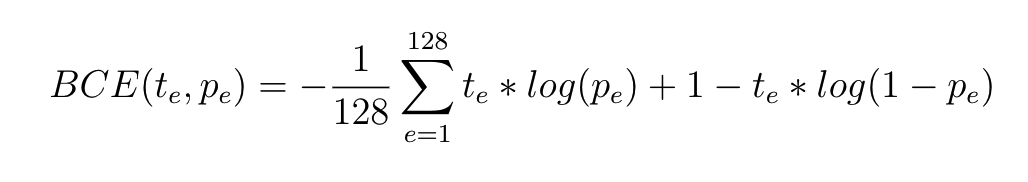 BCE(t_e, p_e) = -\frac{1}{128} \sum_{e=1}^{128} t_e * log(p_e) + 1 - t_e * log(1 - p_e)